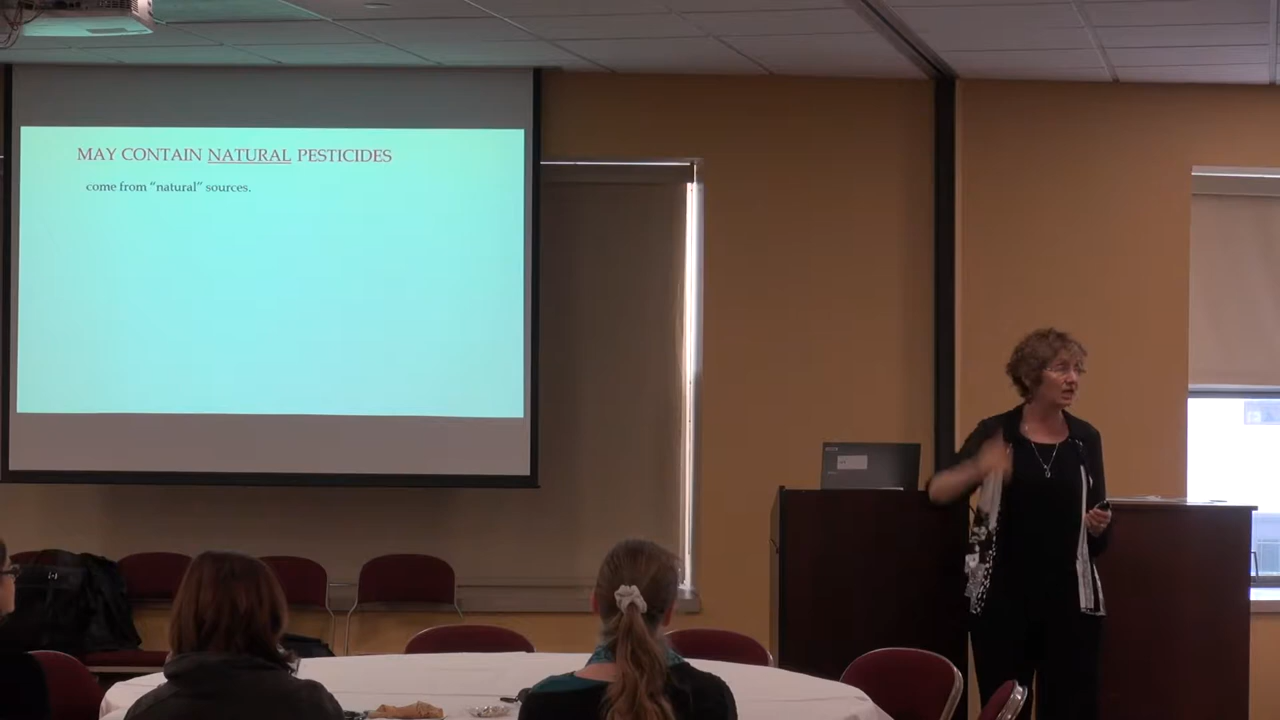 MAY CONTAIN NATURAL PESTICIDES
come from “natural” sources.